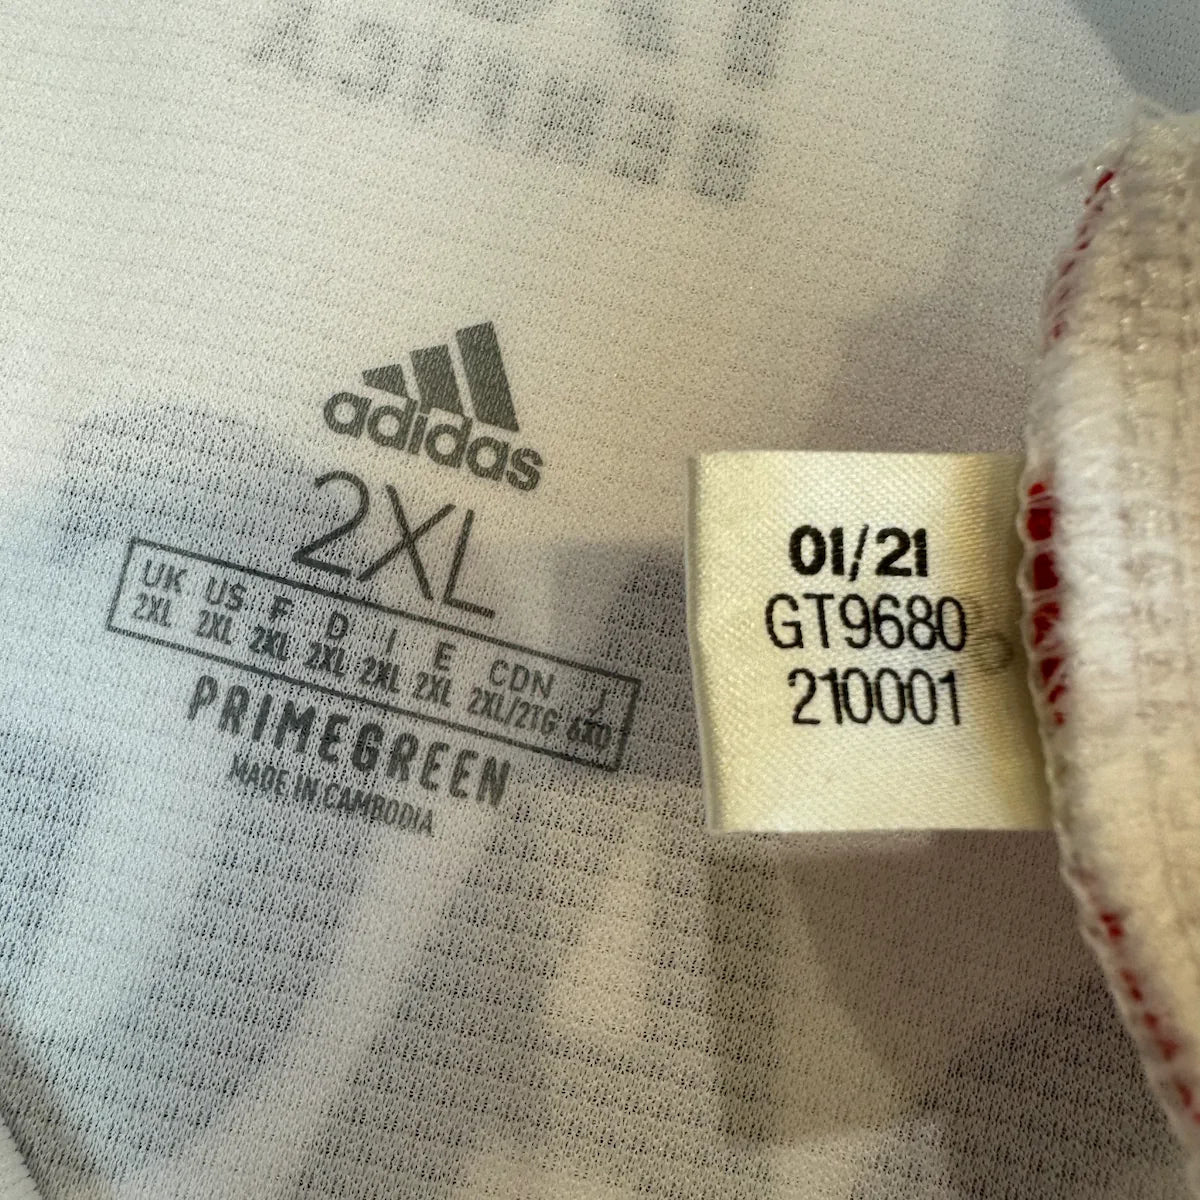 adidas
2XL
UK US F D I E CDN J
2XL 2XL 2XL 2XL 2XL 2XL 2XL/2TG 6XO
PRIMEGREEN
MADE IN CAMBODIA
01/21
GT9680
210001